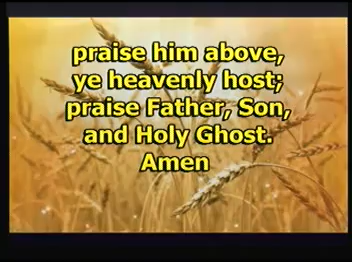 praise him above,
ye heavenly host;
praise Father, Son,
and Holy Ghost.
Amen